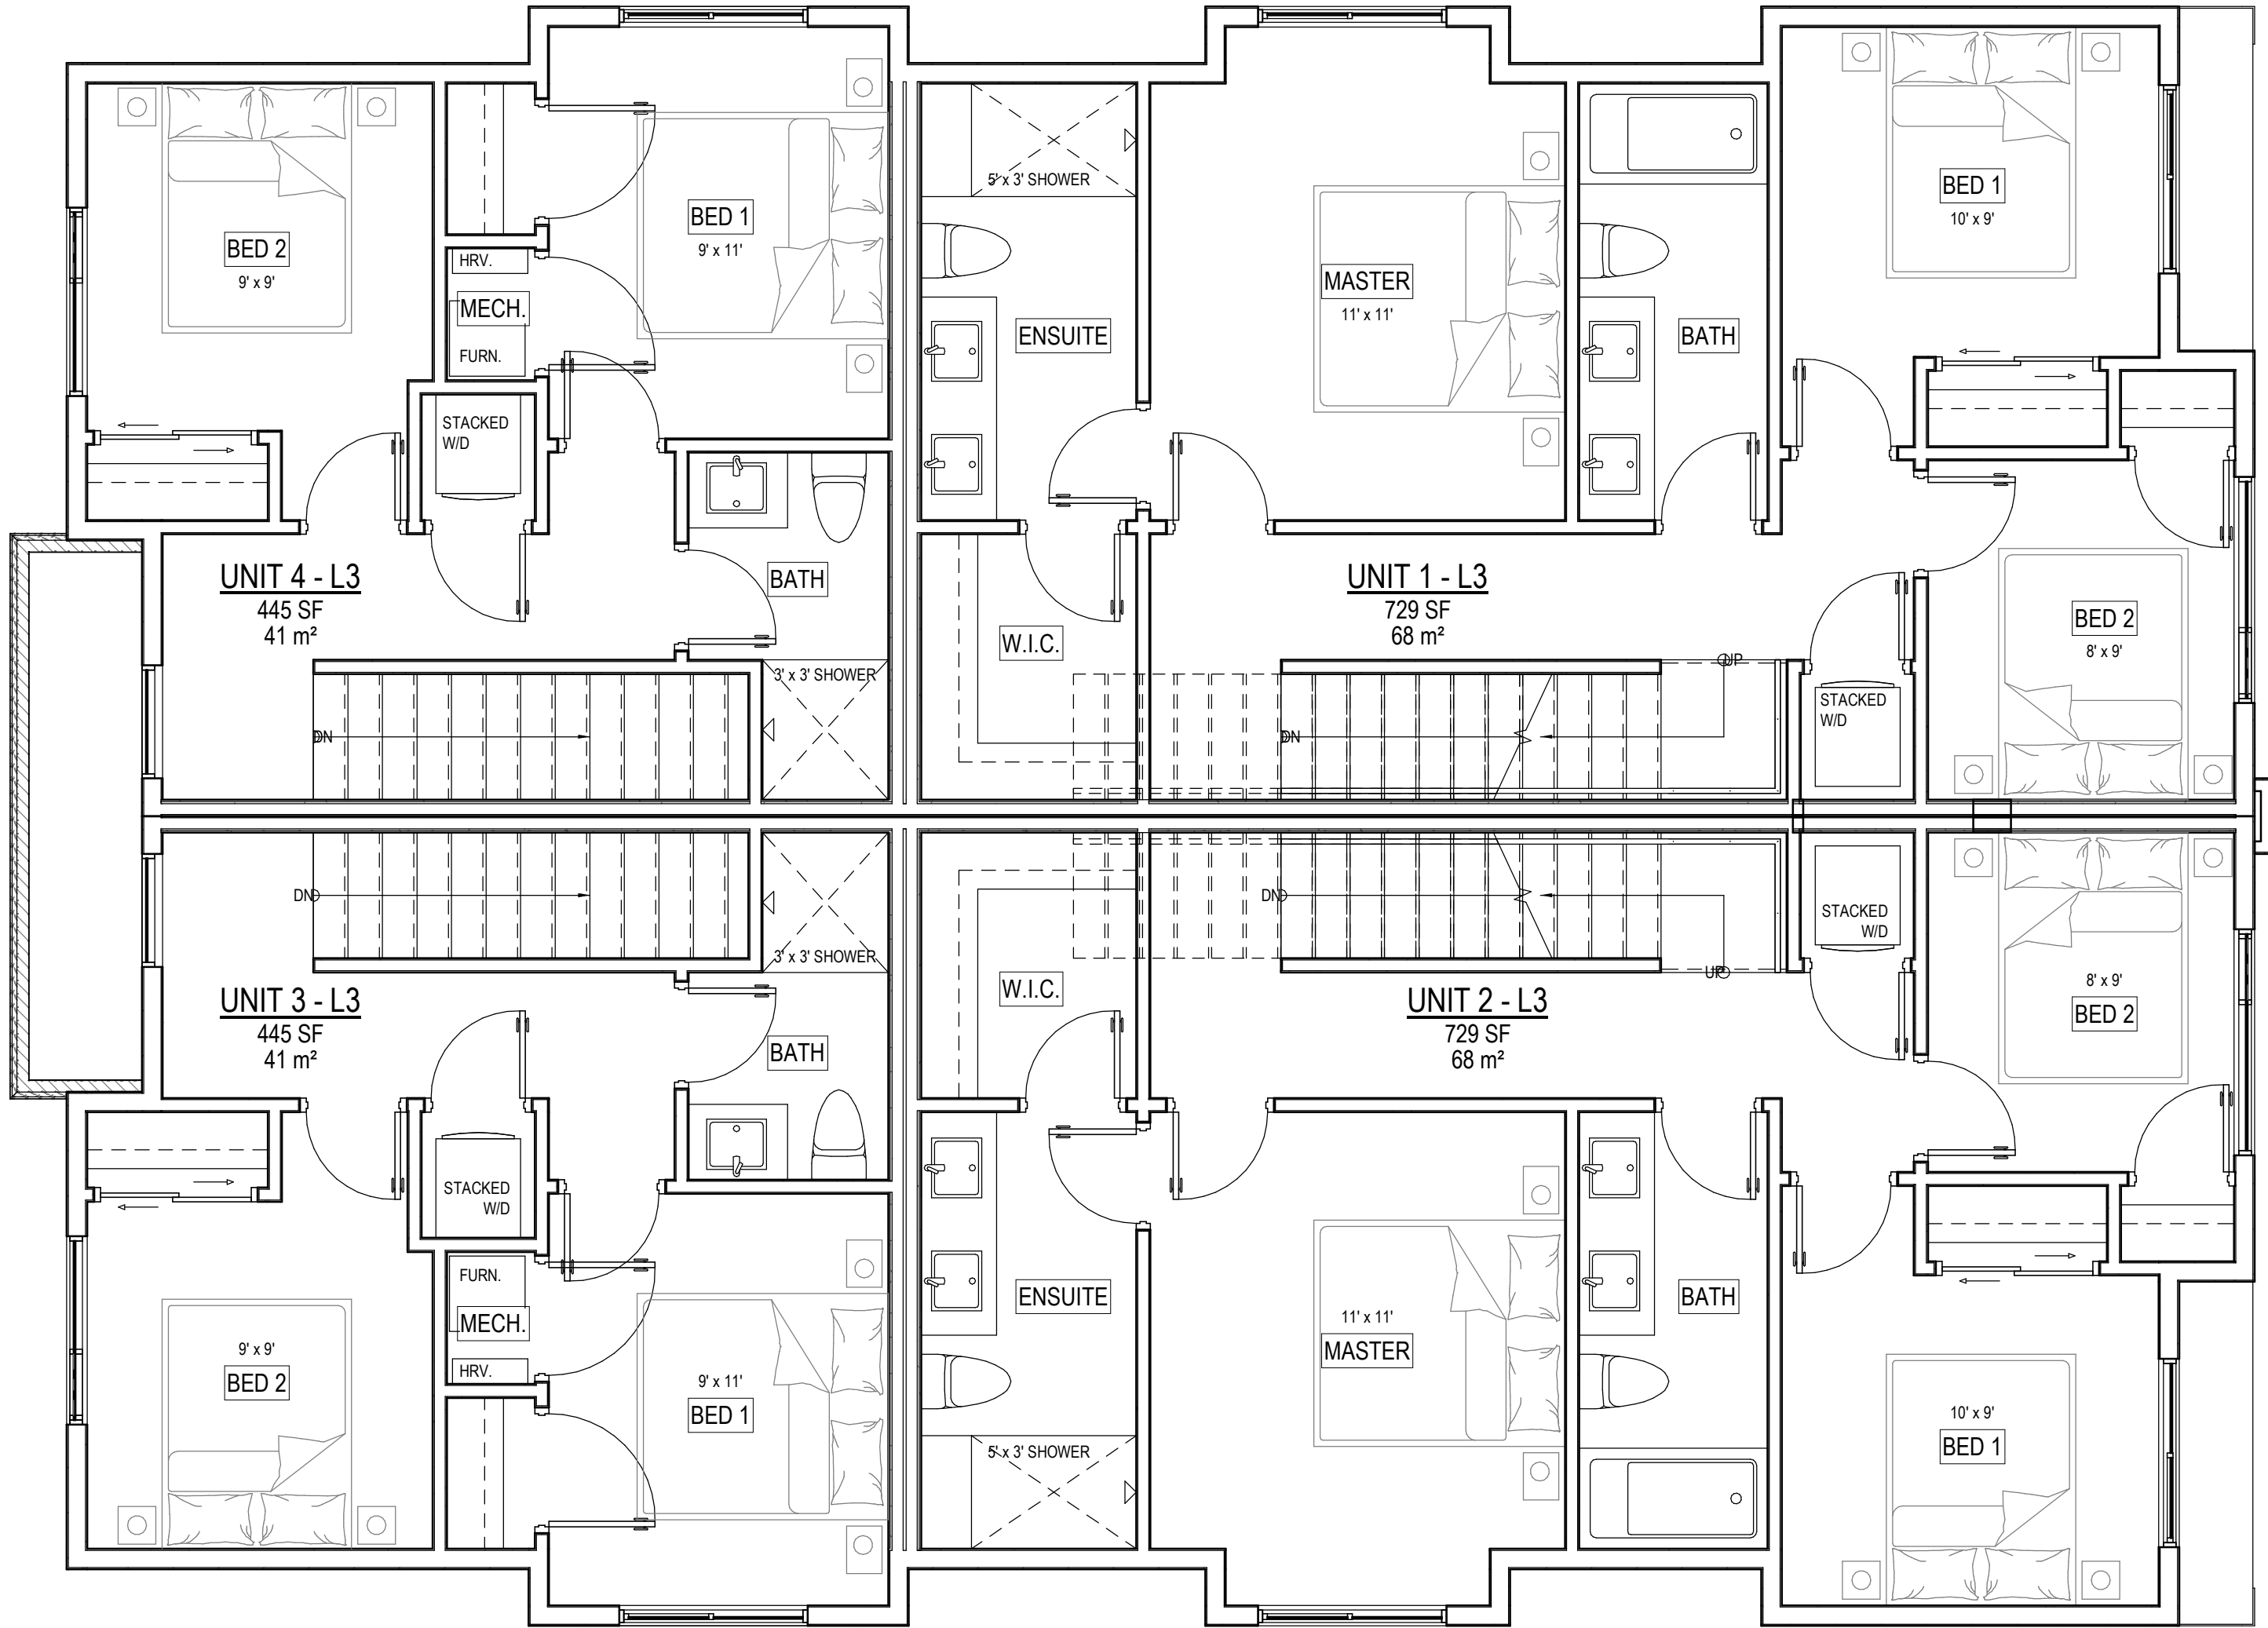 5' x 3' SHOWER
BED 1
10' x 9'
BED 1
9' x 11'
BED 2
9' x 9'
HRV.
MECH.
FURN.
MASTER
11' x 11'
ENSUITE
BATH
STACKED
W/D
UNIT 4 - L3
445 SF
41 m²
BATH
UNIT 1 - L3
729 SF
68 m²
BED 2
8' x 9'
W.I.C.
UP
3' x 3' SHOWER
STACKED
W/D
DN
DN
DN
DN
STACKED
W/D
3' x 3' SHOWER
UP
W.I.C.
UNIT 3 - L3
445 SF
41 m²
UNIT 2 - L3
729 SF
68 m²
8' x 9'
BED 2
BATH
STACKED
W/D
FURN.
MECH.
HRV.
ENSUITE
BATH
11' x 11'
MASTER
9' x 9'
BED 2
9' x 11'
BED 1
10' x 9'
BED 1
5' x 3' SHOWER